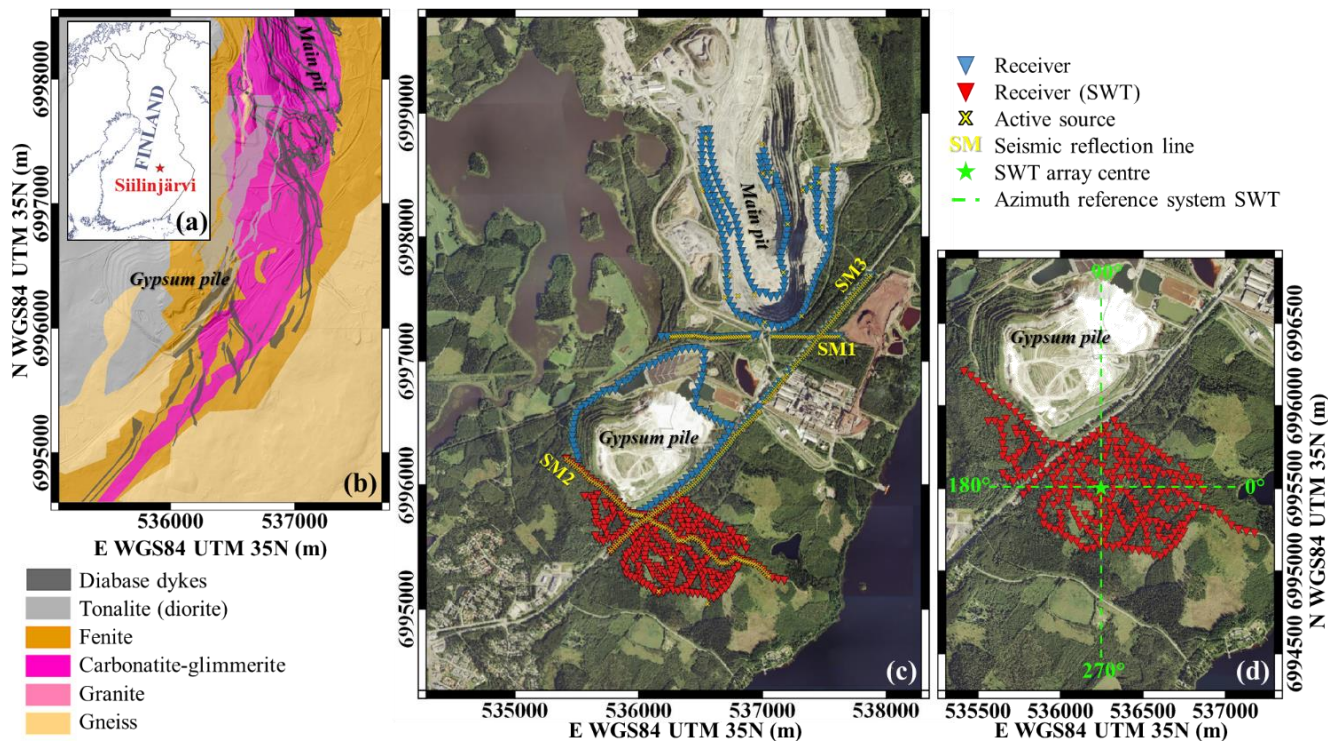 FINLAND
Siilinjärvi
(a)
Main pit
Gypsum pile
(b)
6998000
6997000
6996000
6995000
N WGS84 UTM 35N (m)
536000
537000
E WGS84 UTM 35N (m)
Diabase dykes
Tonalite (diorite)
Fenite
Carbonatite-glimmerite
Granite
Gneiss
6999000
6998000
6997000
6996000
6995000
Main pit
SM3
SM1
Gypsum pile
SM2
(c)
535000
536000
537000
538000
E WGS84 UTM 35N (m)
Receiver
Receiver (SWT)
Active source
SM Seismic reflection line
SWT array centre
Azimuth reference system SWT
90°
Gypsum pile
180°
0°
270°
(d)
6996500
6996000
6995500
6995000
6994500
N WGS84 UTM 35N (m)
535500
536000
536500
537000
E WGS84 UTM 35N (m)